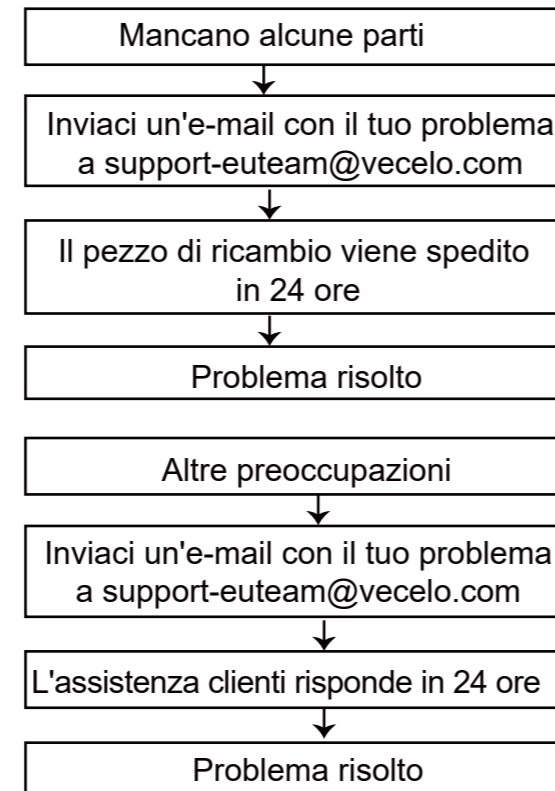 Mancano alcune parti
Inviaci un'e-mail con il tuo problema
a support-euteam@vecelo.com
Il pezzo di ricambio viene spedito
in 24 ore
Problema risolto
Altre preoccupazioni
Inviaci un'e-mail con il tuo problema
a support-euteam@vecelo.com
L'assistenza clienti risponde in 24 ore
Problema risolto